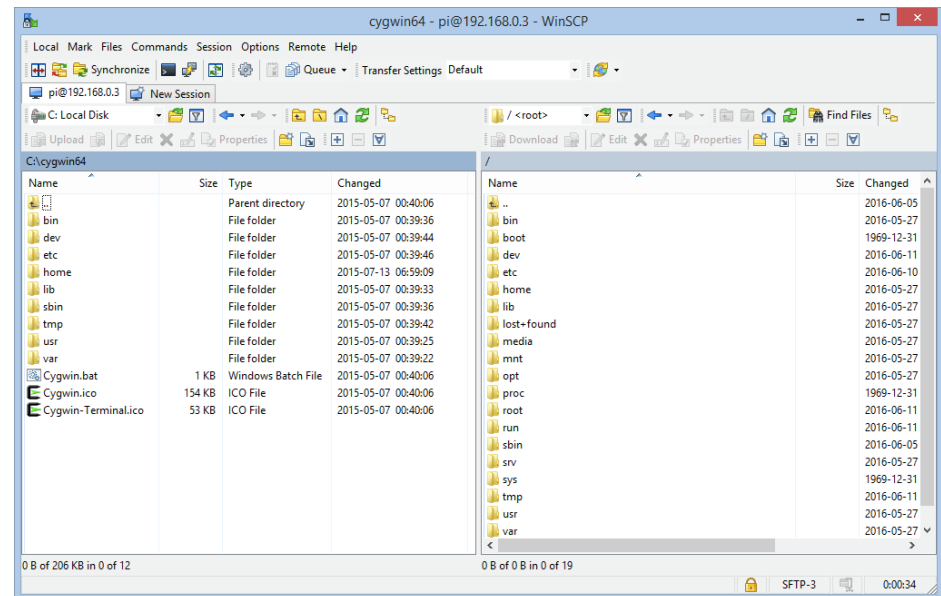 cygwin64 - pi@192.168.0.3 - WinSCP
Local Mark Files Commands Session Options Remote Help
Synchronize Queue Transfer Settings Default
pi@192.168.0.3 New Session
C: Local Disk
Upload Edit Properties
C:\cygwin64
Name Size Type Changed
.. Parent directory 2015-05-07 00:40:06
bin File folder 2015-05-07 00:39:36
dev File folder 2015-05-07 00:39:44
etc File folder 2015-05-07 00:39:46
home File folder 2015-07-13 06:59:09
lib File folder 2015-05-07 00:39:33
sbin File folder 2015-05-07 00:39:36
tmp File folder 2015-05-07 00:39:42
usr File folder 2015-05-07 00:39:25
var File folder 2015-05-07 00:39:22
Cygwin.bat 1 KB Windows Batch File 2015-05-07 00:40:06
Cygwin.ico 154 KB ICO File 2015-05-07 00:40:06
Cygwin-Terminal.ico 53 KB ICO File 2015-05-07 00:40:06
0 B of 206 KB in 0 of 12
/ <root> Find Files
Download Edit Properties
/
Name Size Changed
.. 2016-06-05
bin 2016-05-27
boot 1969-12-31
dev 2016-06-11
etc 2016-06-10
home 2016-05-27
lib 2016-05-27
lost+found 2016-05-27
media 2016-05-27
mnt 2016-05-27
opt 2016-05-27
proc 1969-12-31
root 2016-06-11
run 2016-06-11
sbin 2016-06-05
srv 2016-05-27
sys 1969-12-31
tmp 2016-06-11
usr 2016-05-27
var 2016-05-27
0 B of 0 B in 0 of 19
SFTP-3 0:00:34